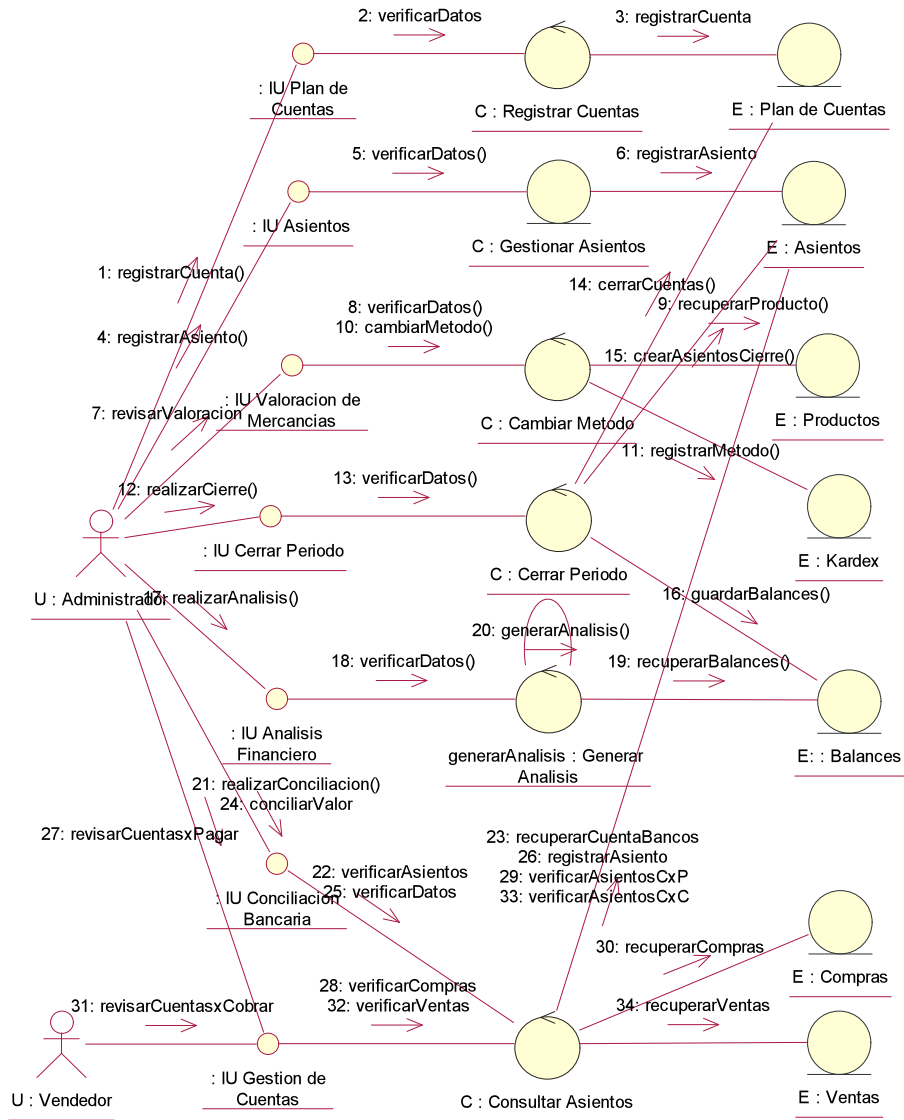 2: verificarDatos
3: registrarCuenta
: IU Plan de
Cuentas
C : Registrar Cuentas
E : Plan de Cuentas
5: verificarDatos()
6: registrarAsiento
: IU Asientos
C : Gestionar Asientos
E : Asientos
1: registrarCuenta()
14: cerrarCuentas()
9: recuperarProducto()
8: verificarDatos()
10: cambiarMetodo()
4: registrarAsiento()
15: crearAsientosCierre()
7: revisarValoracion
: IU Valoracion de
Mercancias
C : Cambiar Metodo
E : Productos
11: registrarMetodo()
13: verificarDatos()
12: realizarCierre()
: IU Cerrar Periodo
C : Cerrar Periodo
E : Kardex
U : Administrador
17: realizarAnalisis()
16: guardarBalances()
20: generarAnalisis()
18: verificarDatos()
19: recuperarBalances()
: IU Analisis
Financiero
generarAnalisis : Generar
Analisis
E: : Balances
21: realizarConciliacion()
24: conciliarValor
27: revisarCuentasxPagar
23: recuperarCuentaBancos
26: registrarAsiento
29: verificarAsientosCxP
33: verificarAsientosCxC
22: verificarAsientos
25: verificarDatos
: IU Conciliacion
Bancaria
30: recuperarCompras
E : Compras
28: verificarCompras
32: verificarVentas
31: revisarCuentasxCobrar
34: recuperarVentas
: IU Gestion de
Cuentas
U : Vendedor
C : Consultar Asientos
E : Ventas